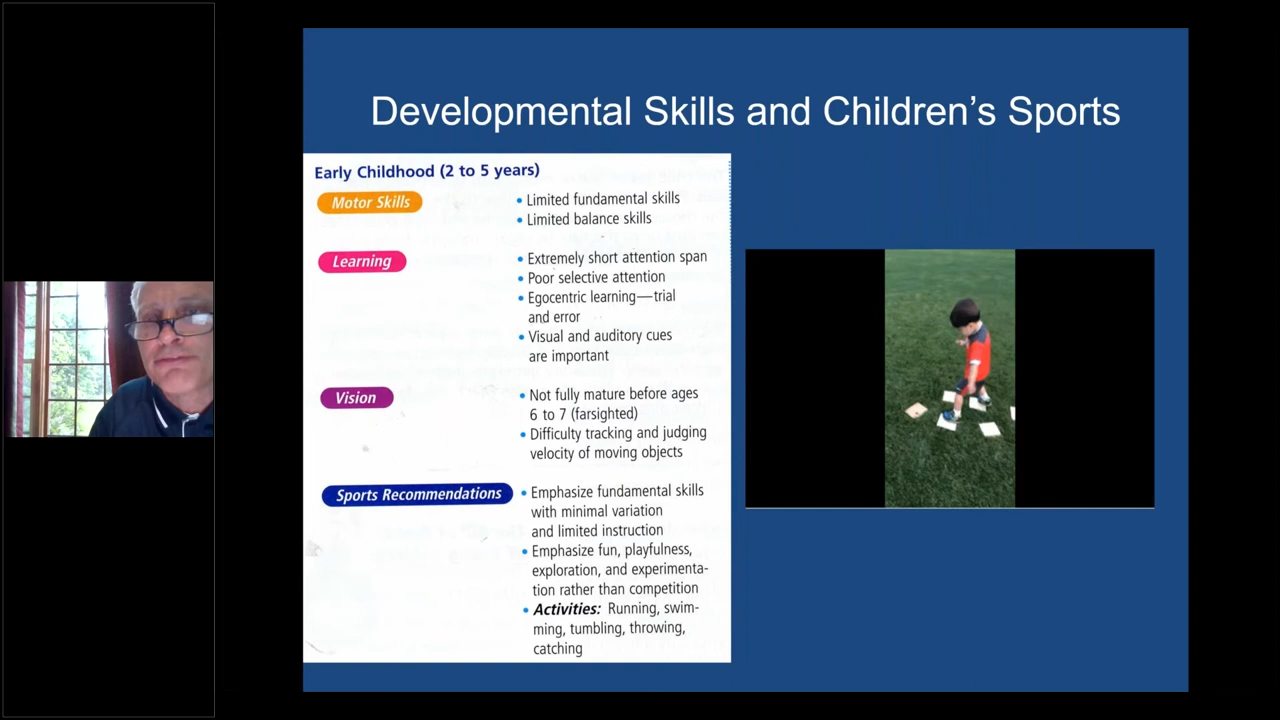 Developmental Skills and Children’s Sports
Early Childhood (2 to 5 years)
Motor Skills
• Limited fundamental skills
• Limited balance skills
Learning
• Extremely short attention span
• Poor selective attention
• Egocentric learning—trial
and error
• Visual and auditory cues
are important
Vision
• Not fully mature before ages
6 to 7 (farsighted)
• Difficulty tracking and judging
velocity of moving objects
Sports Recommendations
• Emphasize fundamental skills
with minimal variation
and limited instruction
• Emphasize fun, playfulness,
exploration, and experimenta-
tion rather than competition
• Activities: Running, swim-
ming, tumbling, throwing,
catching